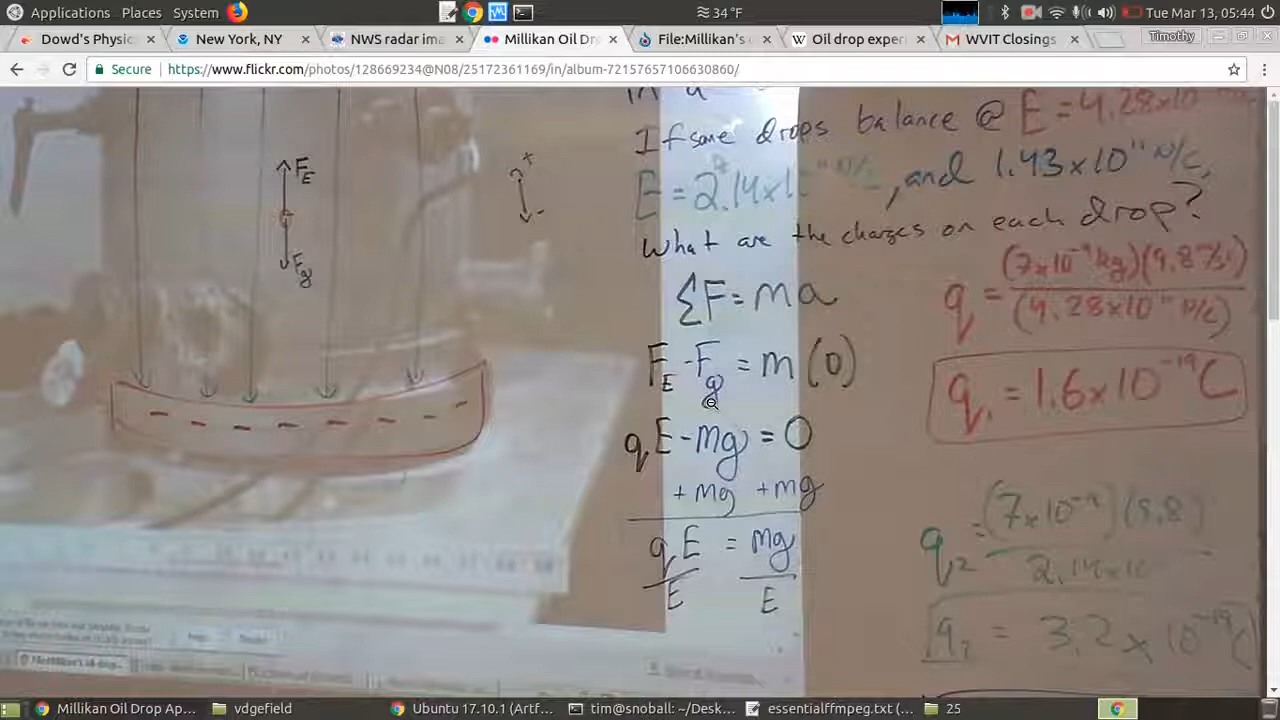 Applications Places System
34 °F
Tue Mar 13, 05:44
Timothy
Dowd's Physic
New York, NY
NWS radar ima
Millikan Oil Dr
File:Millikan's
Oil drop exper
WVIT Closings
Secure
https://www.flickr.com/photos/128669234@N08/25172361169/in/album-72157657106630860/
If some drops balance @ E = 4.28x10
E = 2.14x10¹¹ N/C, and 1.43x10¹¹ N/C,
What are the charges on each drop?
F_E
F_g
+
-
ΣF = ma
F_E - F_g = m(0)
qE - mg = 0
+mg +mg
qE = mg
E E
q = (7x10 kg)(9.8 m/s²)
(4.28x10¹¹ N/C)
q₁ = 1.6x10⁻¹⁹ C
q₂ = (7x10)(9.8)
2.14x10
q₂ = 3.2x10⁻¹⁹ C
Millikan Oil Drop Ap...
vdgefield
Ubuntu 17.10.1 (Artf...
tim@snoball: ~/Desk...
essentialffmpeg.txt (...
25